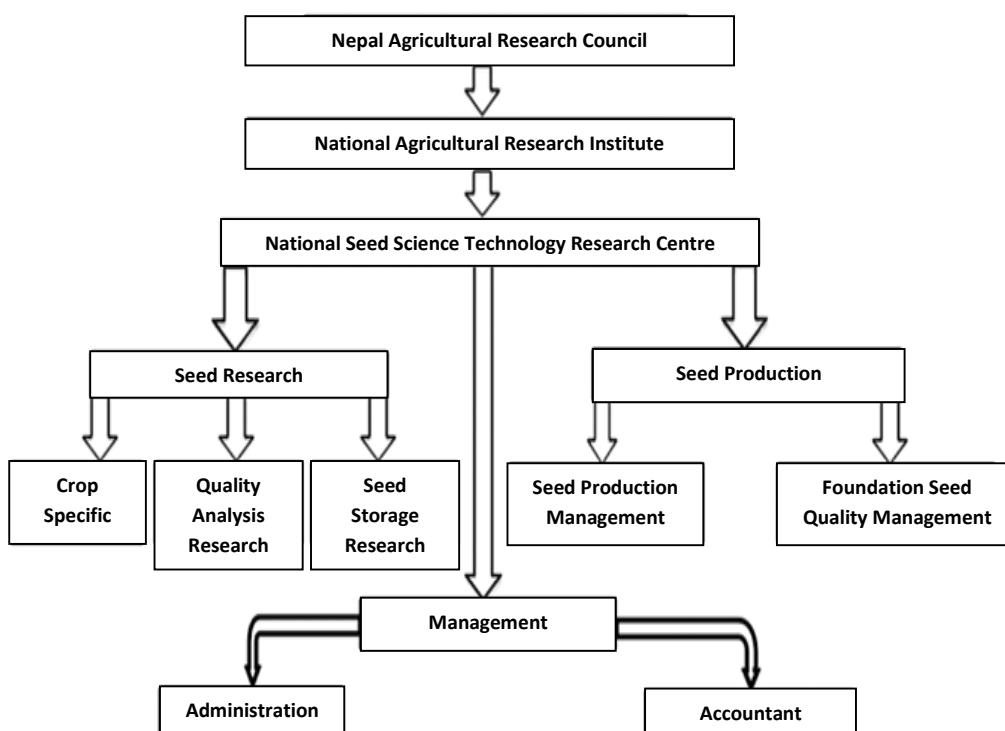 Nepal Agricultural Research Council
National Agricultural Research Institute
National Seed Science Technology Research Centre
Seed Research
Seed Production
Crop
Specific
Quality
Analysis
Research
Seed
Storage
Research
Seed Production
Management
Foundation Seed
Quality Management
Management
Administration
Accountant